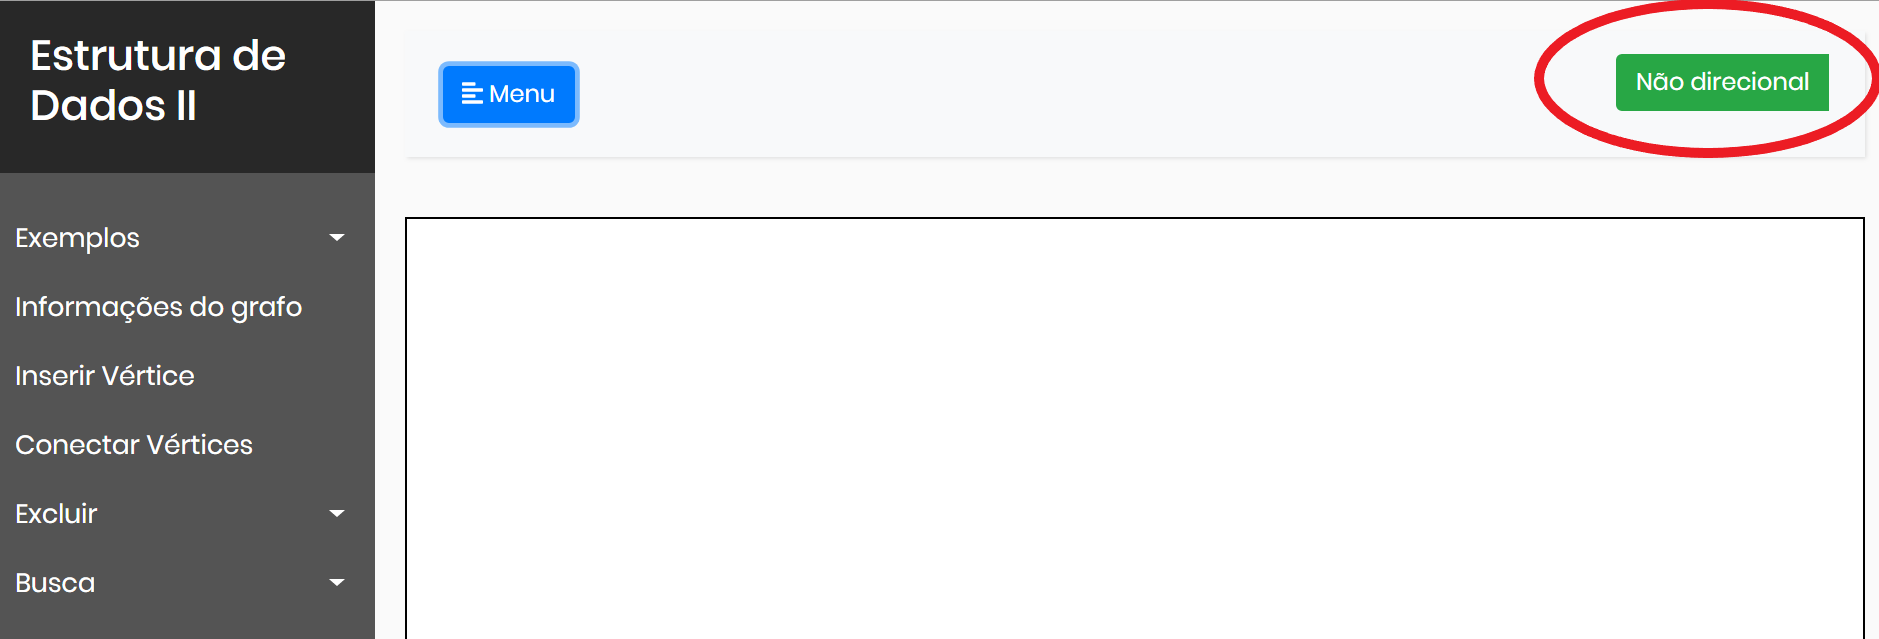 Estrutura de
Dados II
Menu
Não direcional
Exemplos
Informações do grafo
Inserir Vértice
Conectar Vértices
Excluir
Busca